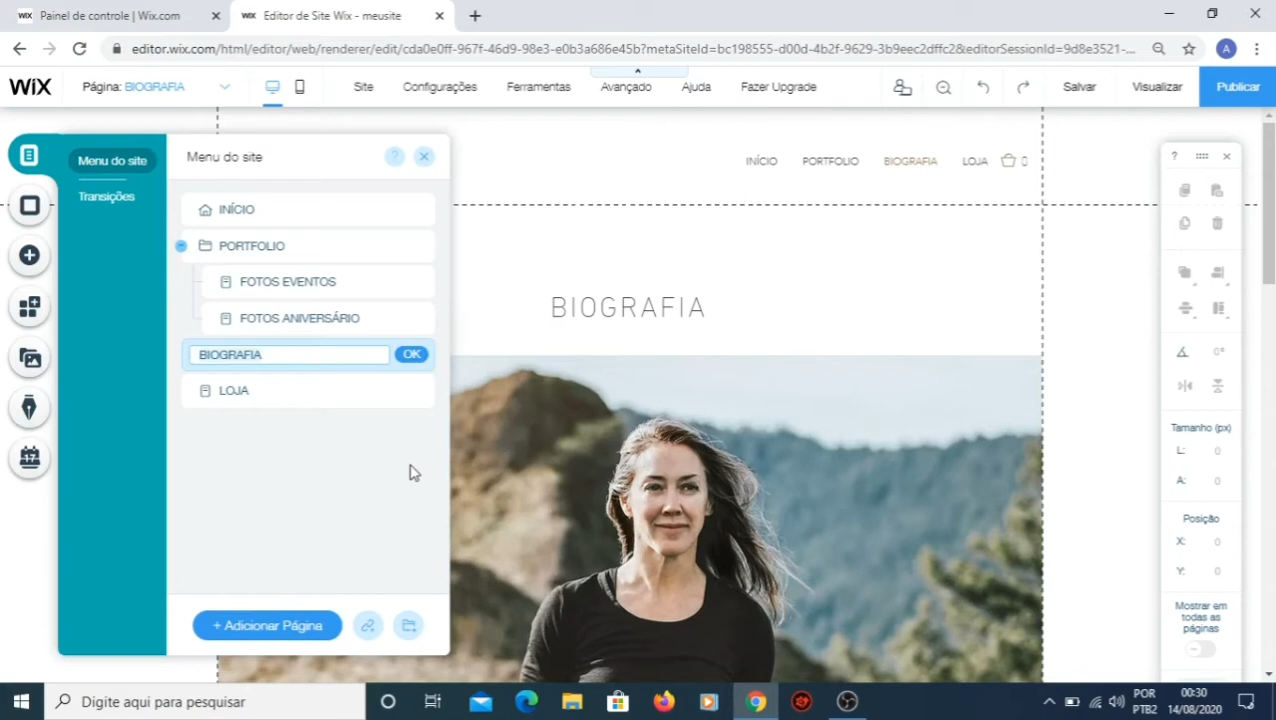 WiX Painel de controle | Wix.com
WiX Editor de Site Wix - meusite
editor.wix.com/html/editor/web/renderer/edit/cda0e0ff-967f-46d9-98e3-e0b3a686e45b?metaSiteId=bc198555-d00d-4b2f-9629-3b9eec2dffc2&editorSessionId=9d8e3521-...
A
WiX Página: BIOGRAFIA Site Configurações Ferramentas Avançado Ajuda Fazer Upgrade Salvar Visualizar Publicar
Menu do site
Transições
Menu do site ?
INÍCIO
PORTFOLIO
FOTOS EVENTOS
FOTOS ANIVERSÁRIO
BIOGRAFIA OK
LOJA
+ Adicionar Página
17
INÍCIO PORTFOLIO BIOGRAFIA LOJA 0
BIOGRAFIA
?
0°
Tamanho (px)
L: 0
A: 0
Posição
X: 0
Y: 0
Mostrar em
todas as
páginas
Digite aqui para pesquisar
POR
PTB2
00:30
14/08/2020